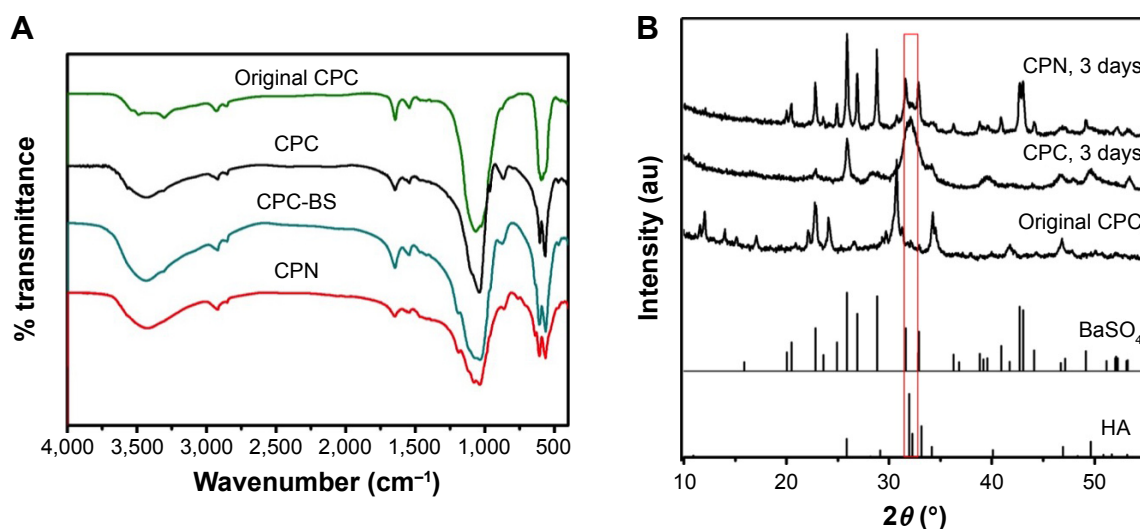 A
Original CPC
CPC
CPC-BS
CPN
% transmittance
4,000 3,500 3,000 2,500 2,000 1,500 1,000 500
Wavenumber (cm⁻¹)
B
CPN, 3 days
CPC, 3 days
Original CPC
BaSO₄
HA
Intensity (au)
10 20 30 40 50
2θ (°)